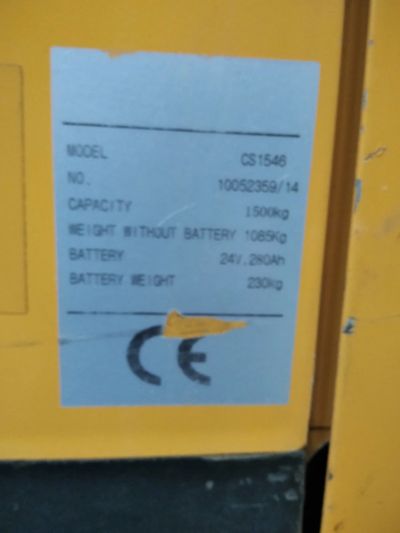 MODEL CS1546
NO. 10052359/14
CAPACITY 1500kg
WEIGHT WITHOUT BATTERY 1085Kg
BATTERY 24V,280Ah
BATTERY WEIGHT 230kg
CE